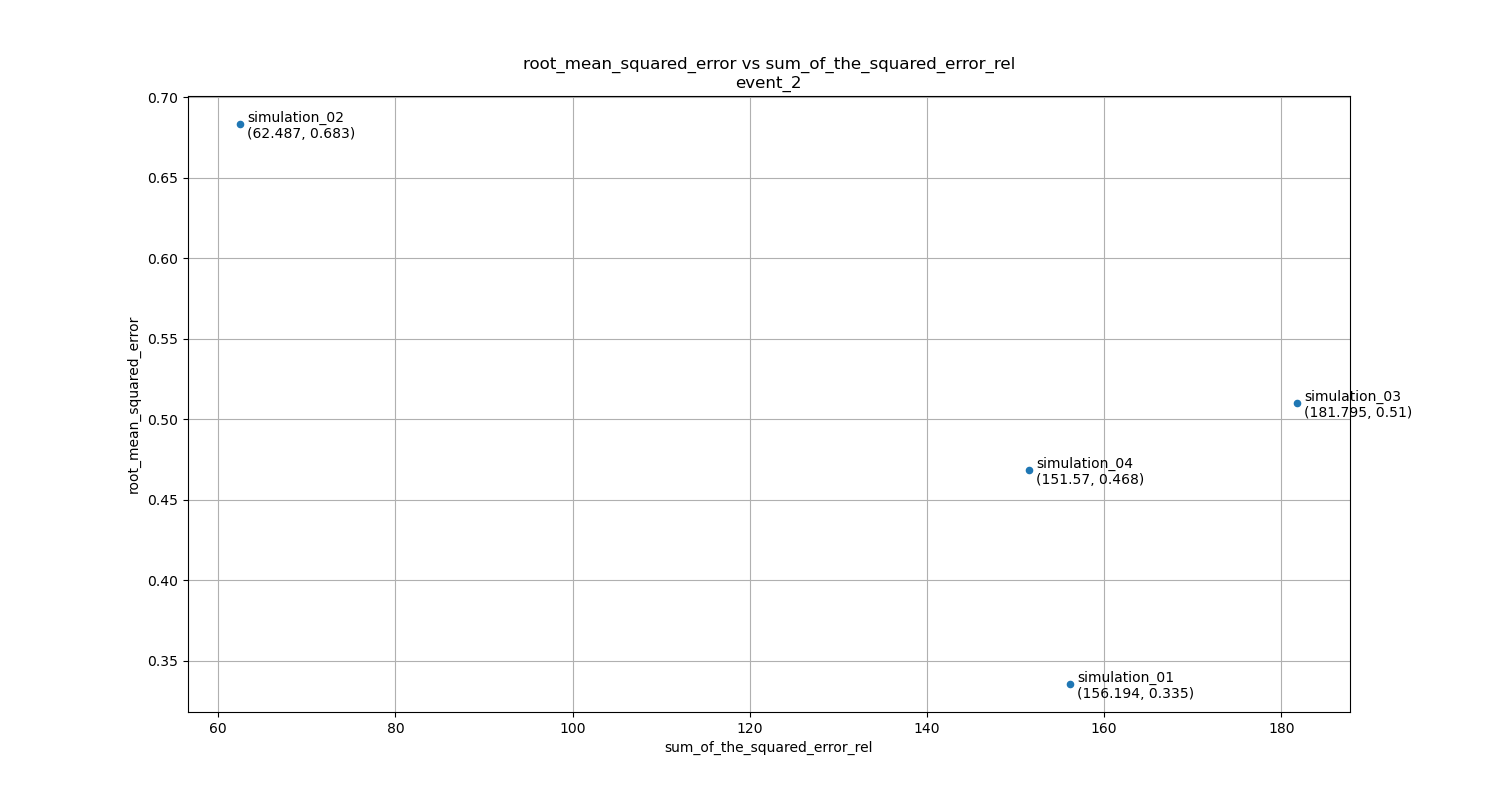 root_mean_squared_error vs sum_of_the_squared_error_rel
event_2
0.70
simulation_02
(62.487, 0.683)
0.65
0.60
0.55
root_mean_squared_error
simulation_03
(181.795, 0.51)
0.50
simulation_04
(151.57, 0.468)
0.45
0.40
0.35
simulation_01
(156.194, 0.335)
60 80 100 120 140 160 180
sum_of_the_squared_error_rel